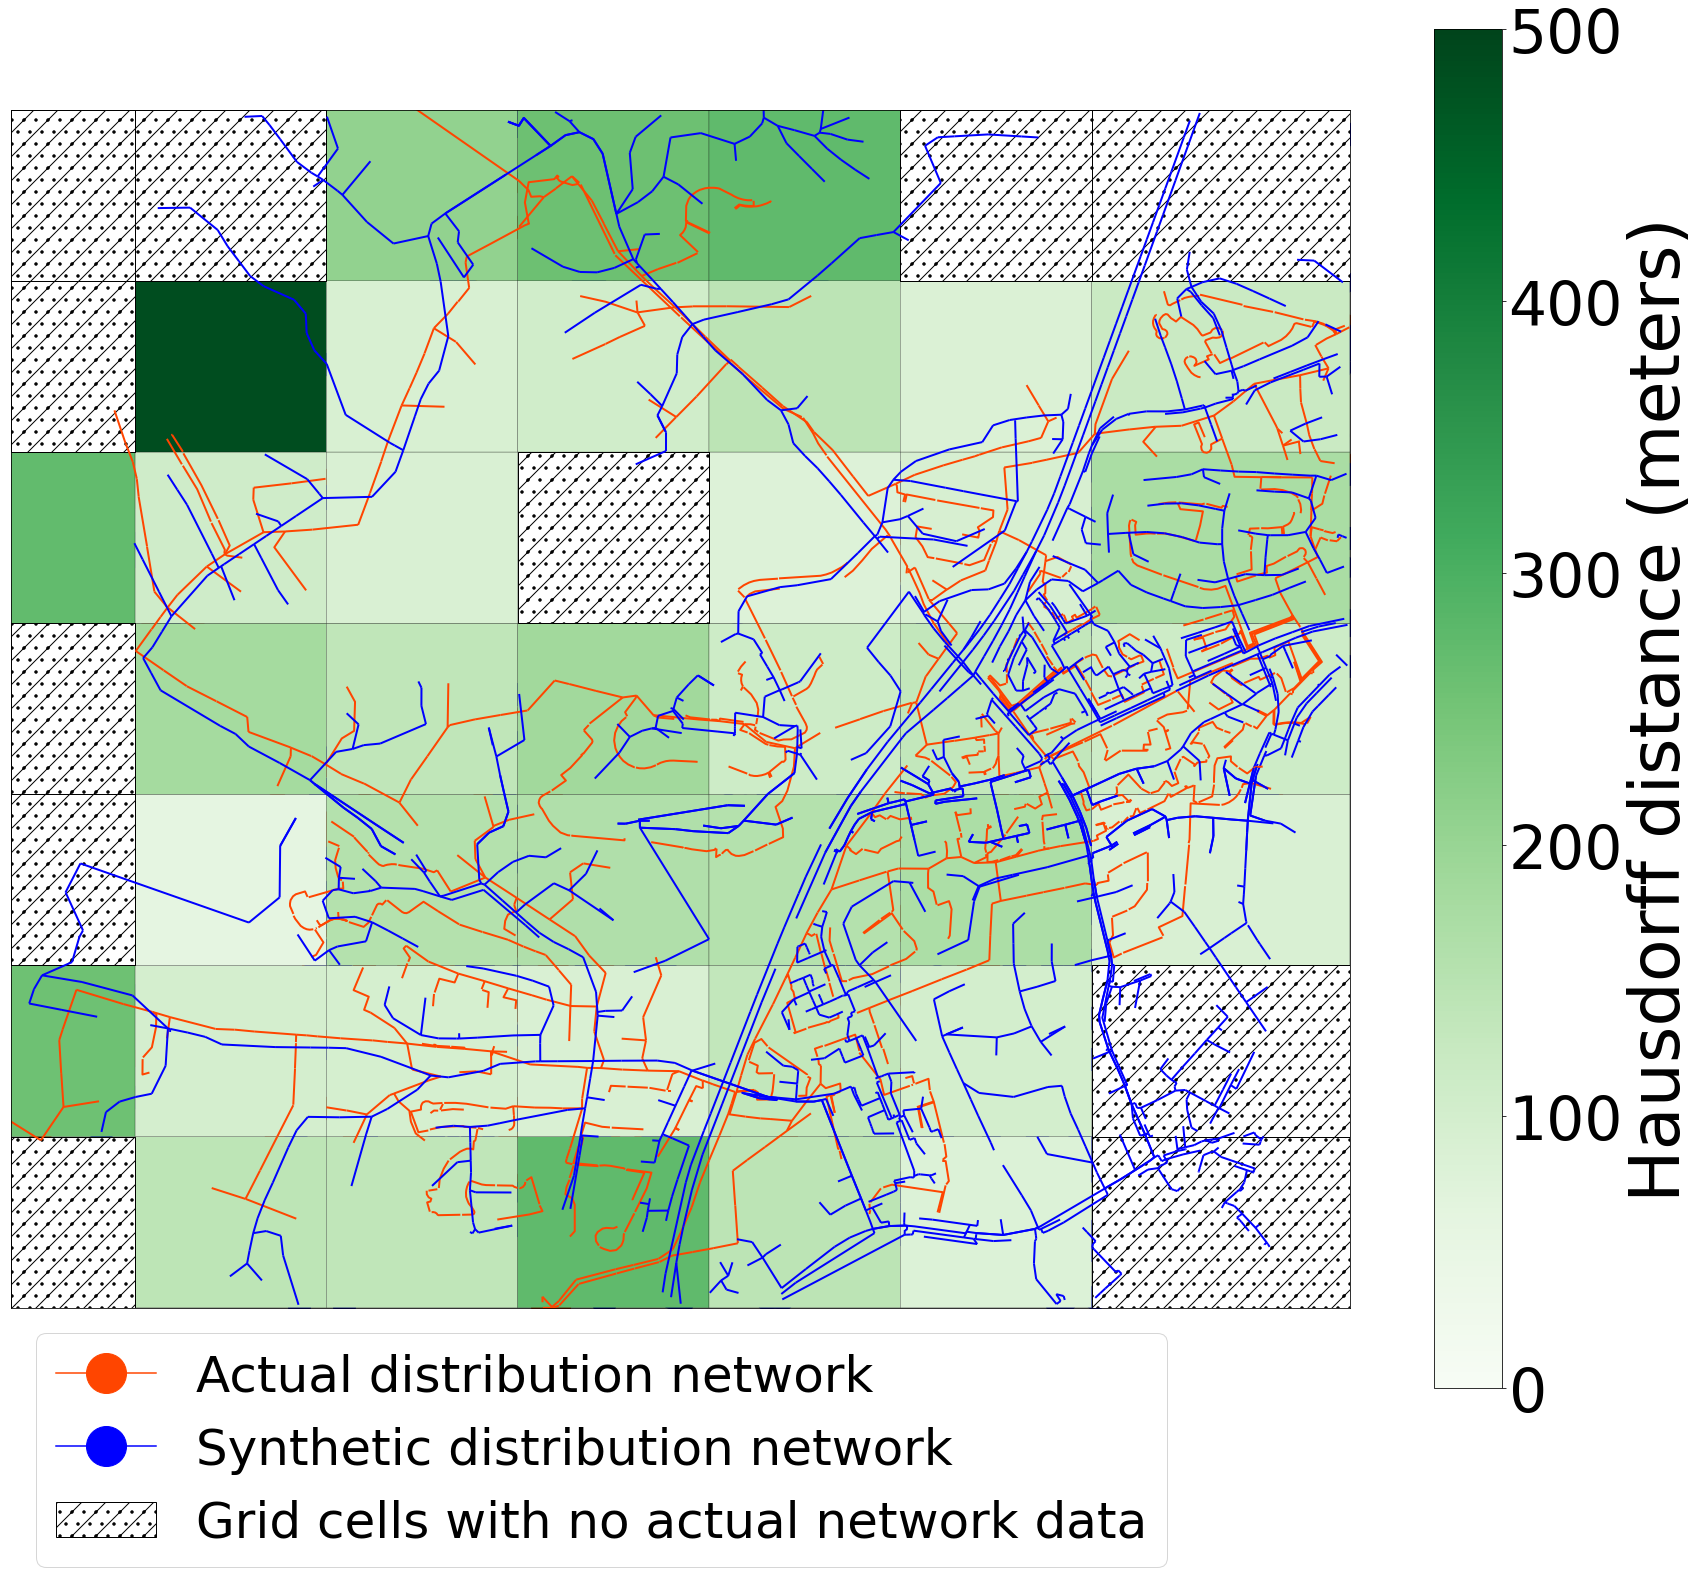 500
400
300
200
100
0
Hausdorff distance (meters)
Actual distribution network
Synthetic distribution network
Grid cells with no actual network data